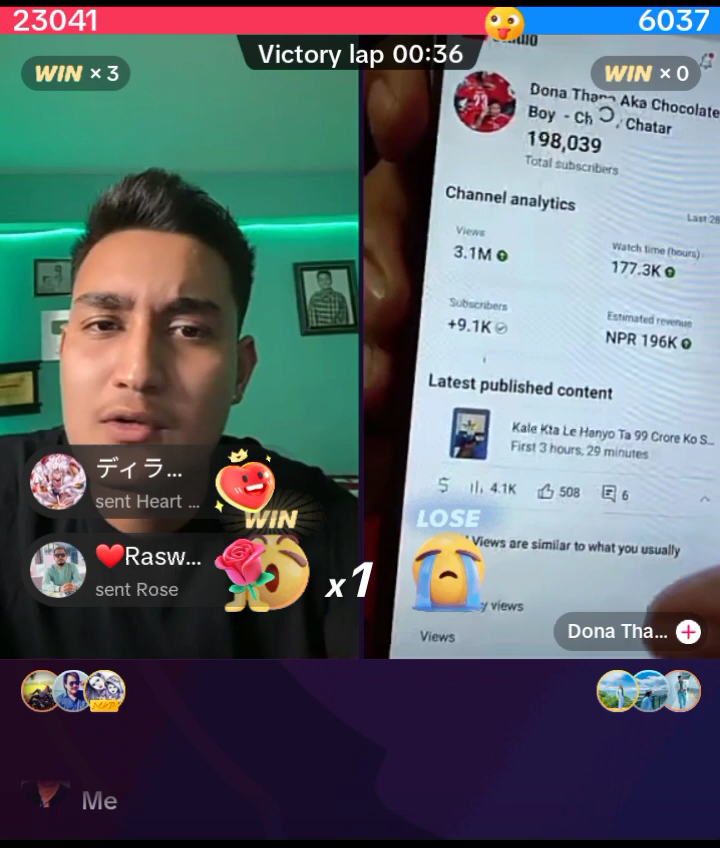 23041
6037
Victory lap 00:36
WIN × 3
WIN × 0
Dona Thapa Aka Chocolate
Boy - Ch Chatar
198,039
Total subscribers
Channel analytics
Last 28
Views
3.1M
Watch time (hours)
177.3K
Subscribers
+9.1K
Estimated revenue
NPR 196K
Latest published content
Kale Kta Le Hanyo Ta 99 Crore Ko S...
First 3 hours, 29 minutes
4.1K
508
6
ディラ...
sent Heart ...
WIN
LOSE
Rasw...
sent Rose
x1
Views are similar to what you usually
views
Views
Dona Tha...
Me